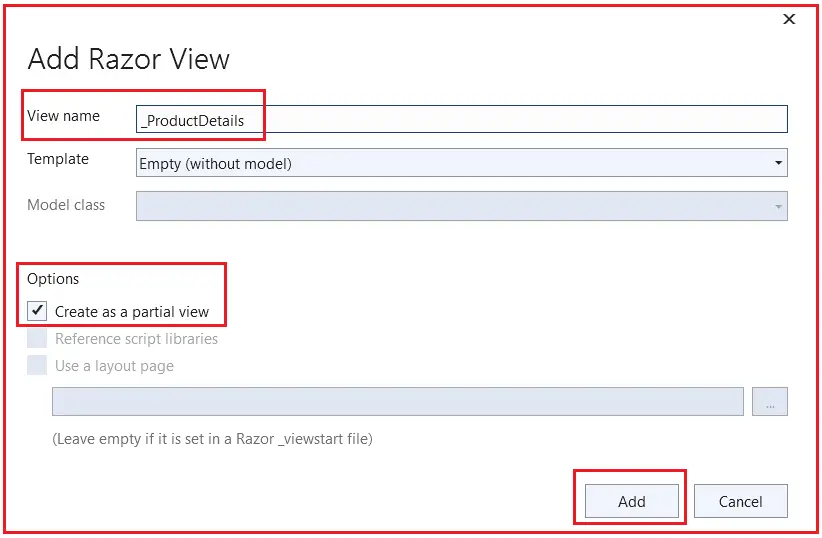 Add Razor View
View name
_ProductDetails
Template
Empty (without model)
Model class
Options
Create as a partial view
Reference script libraries
Use a layout page
...
(Leave empty if it is set in a Razor _viewstart file)
Add
Cancel